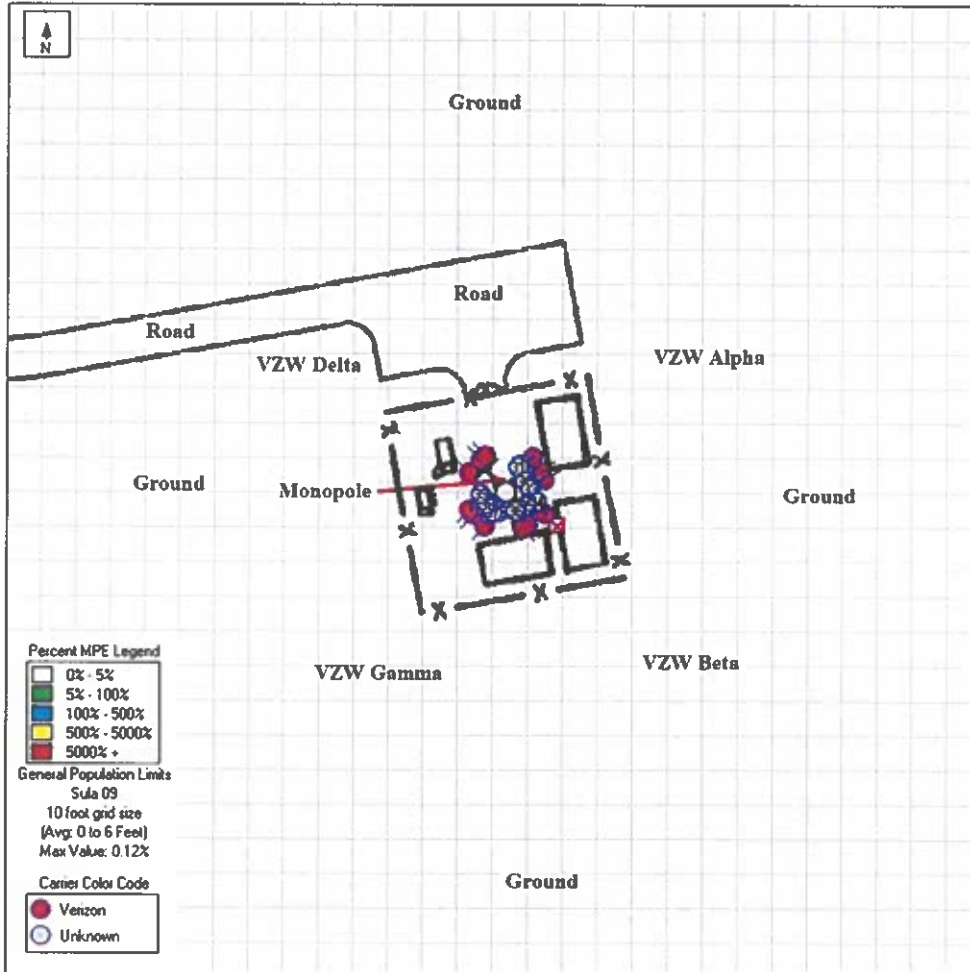 N
Ground
Road
Road
VZW Delta
VZW Alpha
Ground
Monopole
Ground
VZW Gamma
VZW Beta
Percent MPE Legend
0% - 5%
5% - 100%
100% - 500%
500% - 5000%
5000% +
General Population Limits
Sula 09
10 foot grid size
(Avg: 0 to 6 Feet)
Max Value: 0.12%
Carrier Color Code
Verizon
Unknown
Ground